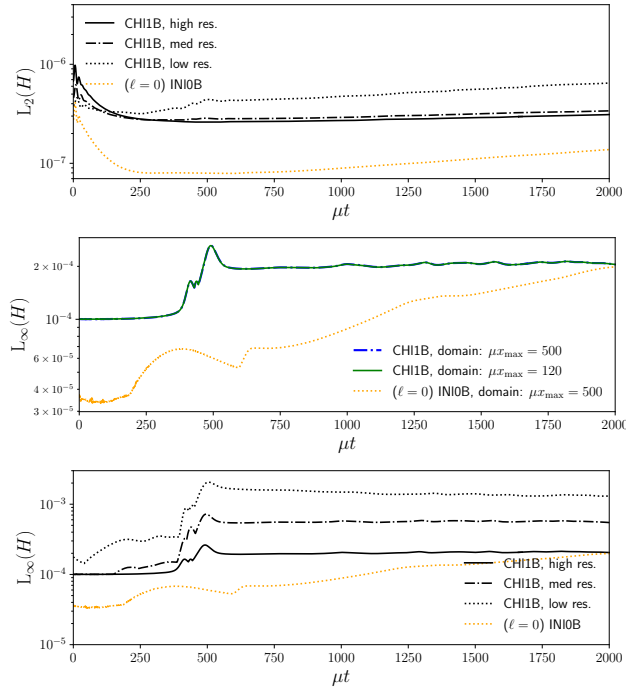 CHI1B, high res.
CHI1B, med res.
CHI1B, low res.
(ℓ = 0) INI0B
L₂(H)
10⁻⁶
10⁻⁷
0 250 500 750 1000 1250 1500 1750 2000
μt
L∞(H)
2 × 10⁻⁴
10⁻⁴
6 × 10⁻⁵
4 × 10⁻⁵
3 × 10⁻⁵
CHI1B, domain: μx_max = 500
CHI1B, domain: μx_max = 120
(ℓ = 0) INI0B, domain: μx_max = 500
0 250 500 750 1000 1250 1500 1750 2000
μt
L∞(H)
10⁻³
10⁻⁴
10⁻⁵
CHI1B, high res.
CHI1B, med res.
CHI1B, low res.
(ℓ = 0) INI0B
0 250 500 750 1000 1250 1500 1750 2000
μt